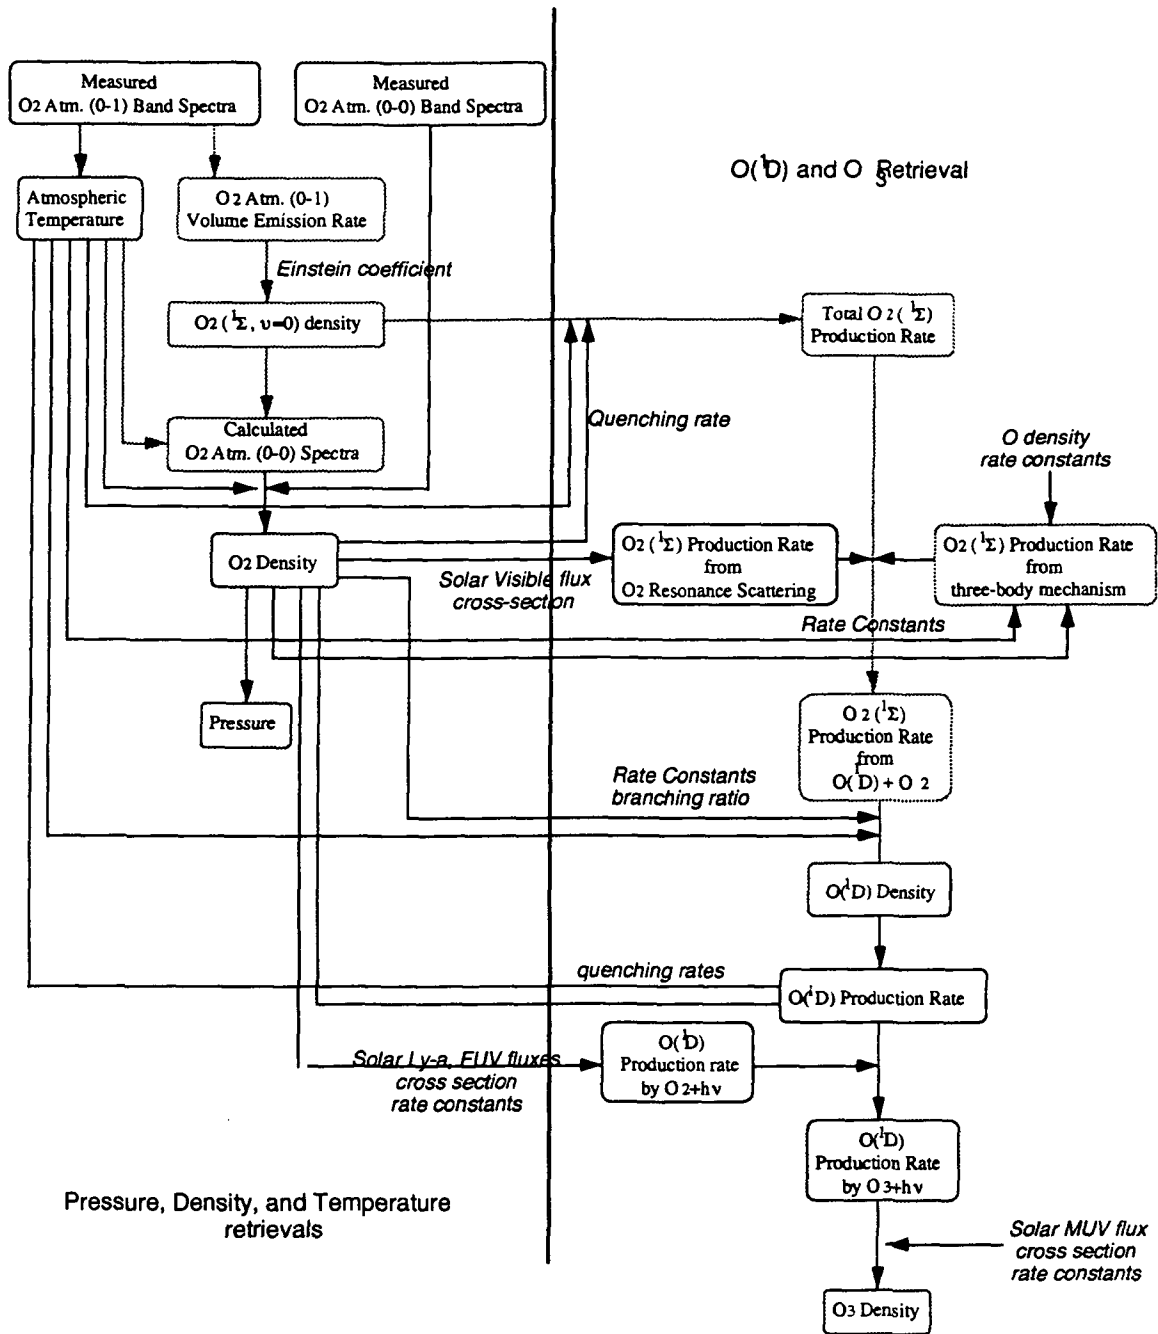 Measured
O2 Atm. (0-1) Band Spectra
Measured
O2 Atm. (0-0) Band Spectra
O(¹D) and O3 Retrieval
Atmospheric
Temperature
O2 Atm. (0-1)
Volume Emission Rate
Einstein coefficient
O2 (¹Σ, υ=0) density
Total O2 (¹Σ)
Production Rate
Calculated
O2 Atm. (0-0) Spectra
Quenching rate
O density
rate constants
O2 Density
Solar Visible flux
cross-section
O2 (¹Σ) Production Rate
from
O2 Resonance Scattering
O2 (¹Σ) Production Rate
from
three-body mechanism
Rate Constants
Pressure
O2 (¹Σ)
Production Rate
from
O(¹D) + O2
Rate Constants
branching ratio
O(¹D) Density
quenching rates
O(¹D) Production Rate
Solar Ly-a, EUV fluxes
cross section
rate constants
O(¹D)
Production rate
by O2+hν
O(¹D)
Production Rate
by O3+hν
Pressure, Density, and Temperature
retrievals
Solar MUV flux
cross section
rate constants
O3 Density